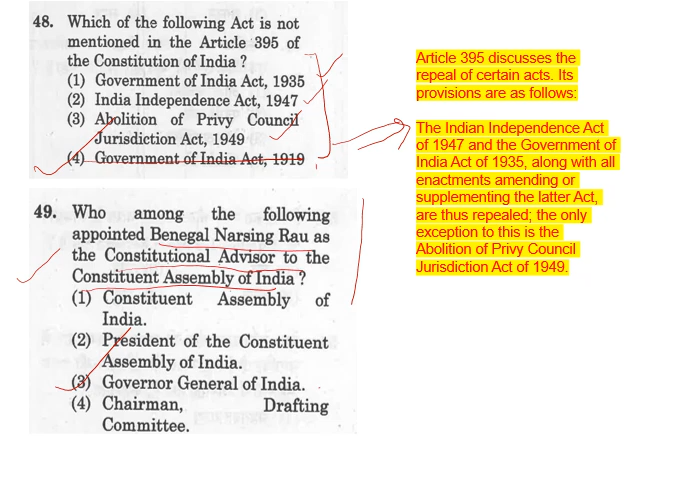 48. Which of the following Act is not
mentioned in the Article 395 of
the Constitution of India ?
(1) Government of India Act, 1935
(2) India Independence Act, 1947
(3) Abolition of Privy Council
Jurisdiction Act, 1949
(4) Government of India Act, 1919
49. Who among the following
appointed Benegal Narsing Rau as
the Constitutional Advisor to the
Constituent Assembly of India ?
(1) Constituent Assembly of
India.
(2) President of the Constituent
Assembly of India.
(3) Governor General of India.
(4) Chairman, Drafting
Committee.
Article 395 discusses the
repeal of certain acts. Its
provisions are as follows:
The Indian Independence Act
of 1947 and the Government of
India Act of 1935, along with all
enactments amending or
supplementing the latter Act,
are thus repealed; the only
exception to this is the
Abolition of Privy Council
Jurisdiction Act of 1949.